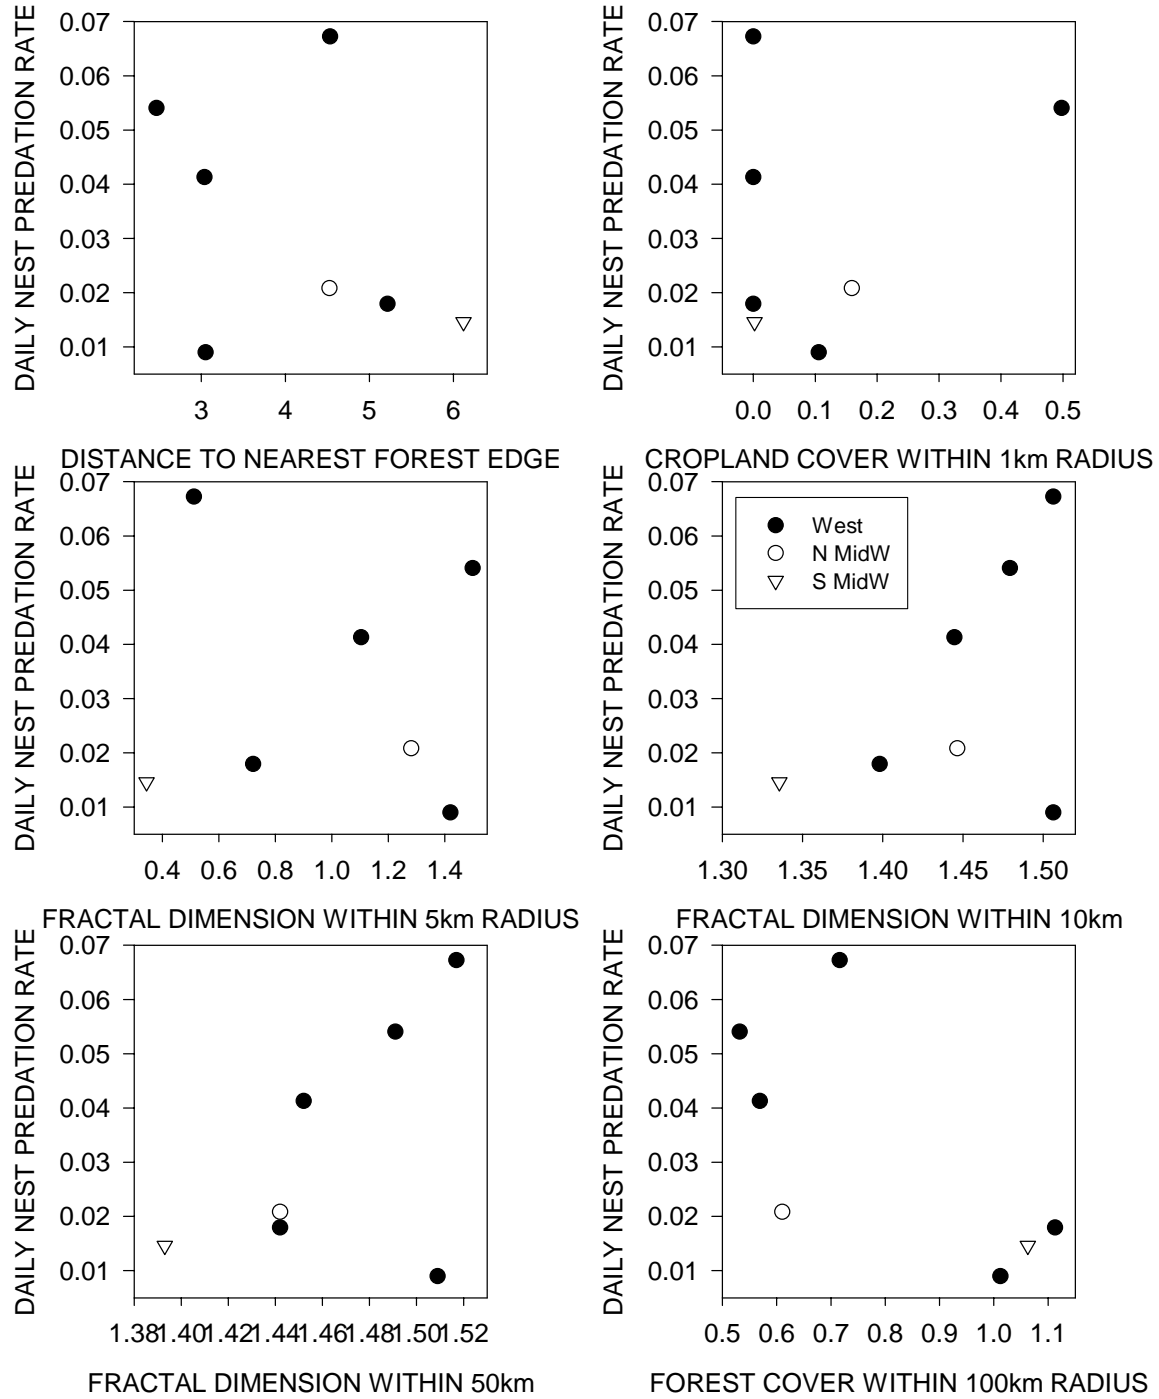 DAILY NEST PREDATION RATE
0.07
0.06
0.05
0.04
0.03
0.02
0.01
3 4 5 6
DISTANCE TO NEAREST FOREST EDGE
DAILY NEST PREDATION RATE
0.07
0.06
0.05
0.04
0.03
0.02
0.01
0.0 0.1 0.2 0.3 0.4 0.5
CROPLAND COVER WITHIN 1km RADIUS
DAILY NEST PREDATION RATE
0.07
0.06
0.05
0.04
0.03
0.02
0.01
0.4 0.6 0.8 1.0 1.2 1.4
FRACTAL DIMENSION WITHIN 5km RADIUS
DAILY NEST PREDATION RATE
0.07
0.06
0.05
0.04
0.03
0.02
0.01
West
N MidW
S MidW
1.30 1.35 1.40 1.45 1.50
FRACTAL DIMENSION WITHIN 10km
DAILY NEST PREDATION RATE
0.07
0.06
0.05
0.04
0.03
0.02
0.01
1.38 1.40 1.42 1.44 1.46 1.48 1.50 1.52
FRACTAL DIMENSION WITHIN 50km
DAILY NEST PREDATION RATE
0.07
0.06
0.05
0.04
0.03
0.02
0.01
0.5 0.6 0.7 0.8 0.9 1.0 1.1
FOREST COVER WITHIN 100km RADIUS